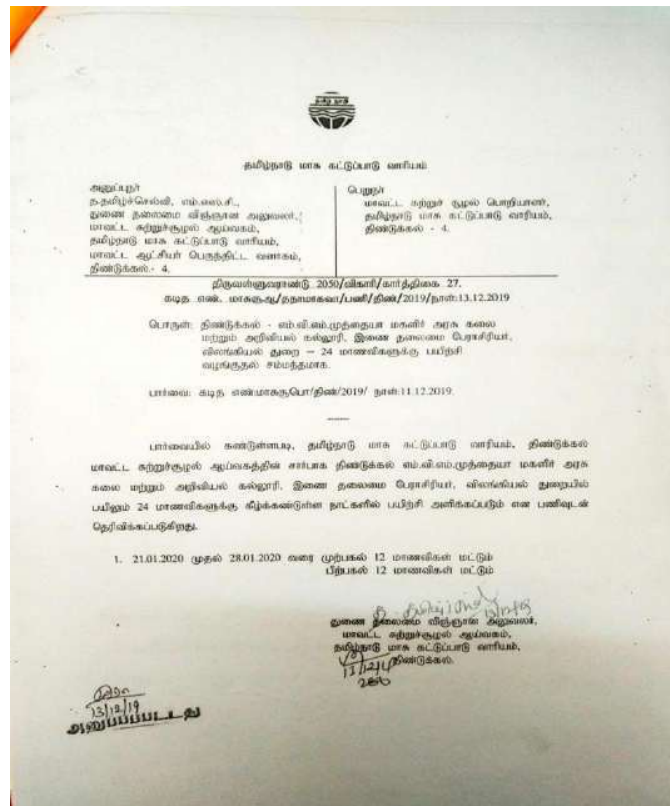 தமிழ்நாடு மாசு கட்டுப்பாடு வாரியம்
அனுப்புநர்
த.தமிழ்ச்செல்வி, எம்.எஸ்.சி.,
துணை தலைமை விஞ்ஞான அலுவலர்,
மாவட்ட சுற்றுச்சூழல் ஆய்வகம்,
தமிழ்நாடு மாசு கட்டுப்பாடு வாரியம்,
மாவட்ட ஆட்சியர் பெருந்திட்ட வளாகம்,
திண்டுக்கல்.- 4.
பெறுநர்
மாவட்ட சுற்றுச் சூழல் பொறியாளர்,
தமிழ்நாடு மாசு கட்டுப்பாடு வாரியம்,
திண்டுக்கல் - 4.
திருவள்ளுவராண்டு 2050/விகாரி/கார்த்திகை 27.
கடித எண். மாசுசூ.ஆ/ததாமாகவா/பணி/திண்/2019/நாள்:13.12.2019
பொருள்: திண்டுக்கல் - எம்.வி.எம்.முத்தையா மகளிர் அரசு கலை
மற்றும் அறிவியல் கல்லூரி, இணை தலைமை பேராசிரியர்,
விலங்கியல் துறை – 24 மாணவிகளுக்கு பயிற்சி
வழங்குதல் சம்மந்தமாக.
பார்வை: கடித எண்:மாசுசூபொ/திண்/2019/ நாள்:11.12.2019.
பார்வையில் கண்டுள்ளபடி, தமிழ்நாடு மாசு கட்டுப்பாடு வாரியம், திண்டுக்கல்
மாவட்ட சுற்றுச்சூழல் ஆய்வகத்தின் சார்பாக திண்டுக்கல் எம்.வி.எம்.முத்தையா மகளிர் அரசு
கலை மற்றும் அறிவியல் கல்லூரி, இணை தலைமை பேராசிரியர், விலங்கியல் துறையில்
பயிலும் 24 மாணவிகளுக்கு கீழ்க்கண்டுள்ள நாட்களில் பயிற்சி அளிக்கப்படும் என பணிவுடன்
தெரிவிக்கப்படுகிறது.
1. 21.01.2020 முதல் 28.01.2020 வரை முற்பகல் 12 மாணவிகள் மட்டும்
பிற்பகல் 12 மாணவிகள் மட்டும்
துணை தலைமை விஞ்ஞான அலுவலர்,
மாவட்ட சுற்றுச்சூழல் ஆய்வகம்,
தமிழ்நாடு மாசு கட்டுப்பாடு வாரியம்,
திண்டுக்கல்.
13/12/19
அனுப்பப்பட்டது